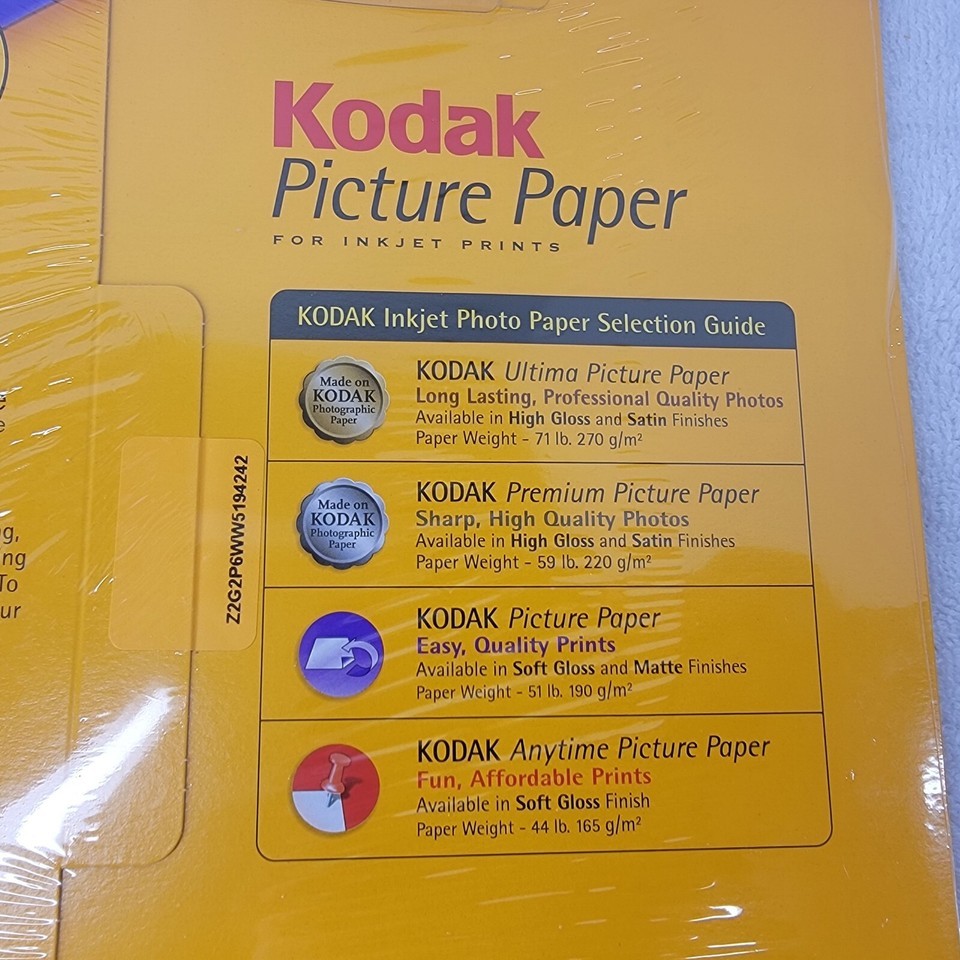 Kodak
Picture Paper
FOR INKJET PRINTS
KODAK Inkjet Photo Paper Selection Guide
Made on
KODAK
Photographic
Paper
KODAK Ultima Picture Paper
Long Lasting, Professional Quality Photos
Available in High Gloss and Satin Finishes
Paper Weight - 71 lb. 270 g/m²
Made on
KODAK
Photographic
Paper
KODAK Premium Picture Paper
Sharp, High Quality Photos
Available in High Gloss and Satin Finishes
Paper Weight - 59 lb. 220 g/m²
KODAK Picture Paper
Easy, Quality Prints
Available in Soft Gloss and Matte Finishes
Paper Weight - 51 lb. 190 g/m²
KODAK Anytime Picture Paper
Fun, Affordable Prints
Available in Soft Gloss Finish
Paper Weight - 44 lb. 165 g/m²
Z2G2P6WW5194242
To